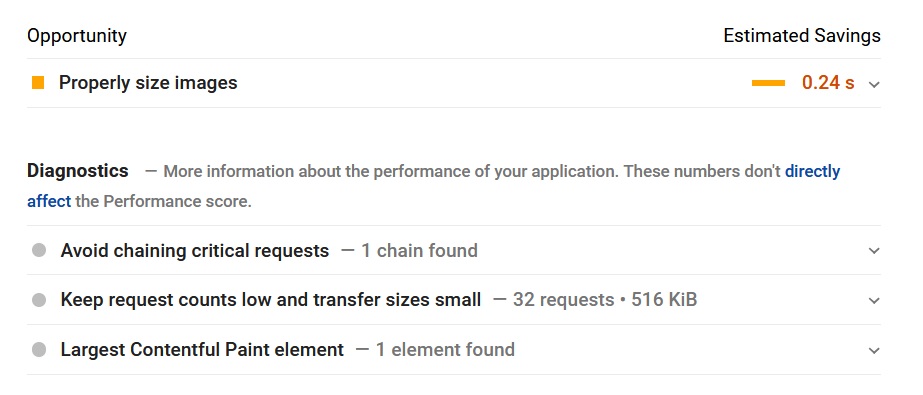 Opportunity Estimated Savings
Properly size images 0.24 s
Diagnostics — More information about the performance of your application. These numbers don't directly
affect the Performance score.
Avoid chaining critical requests — 1 chain found
Keep request counts low and transfer sizes small — 32 requests • 516 KiB
Largest Contentful Paint element — 1 element found